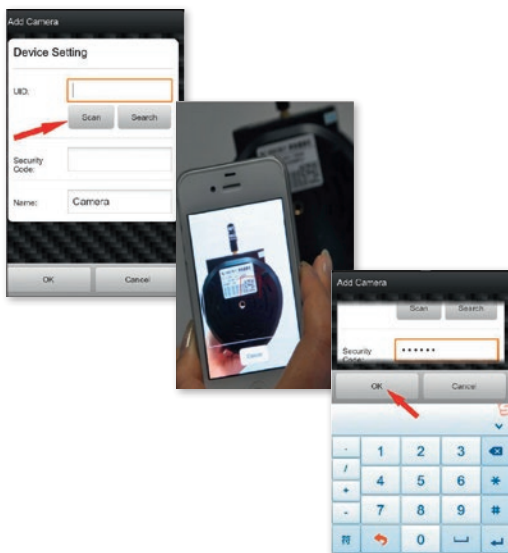 Add Camera
Device Setting
UID:
Scan Search
Security
Code:
Name: Camera
OK Cancel
Cancel
Add Camera
Scan Search
Security
Code:
OK Cancel
. 1 2 3
/ 4 5 6 *
+
- 7 8 9 #
符 0